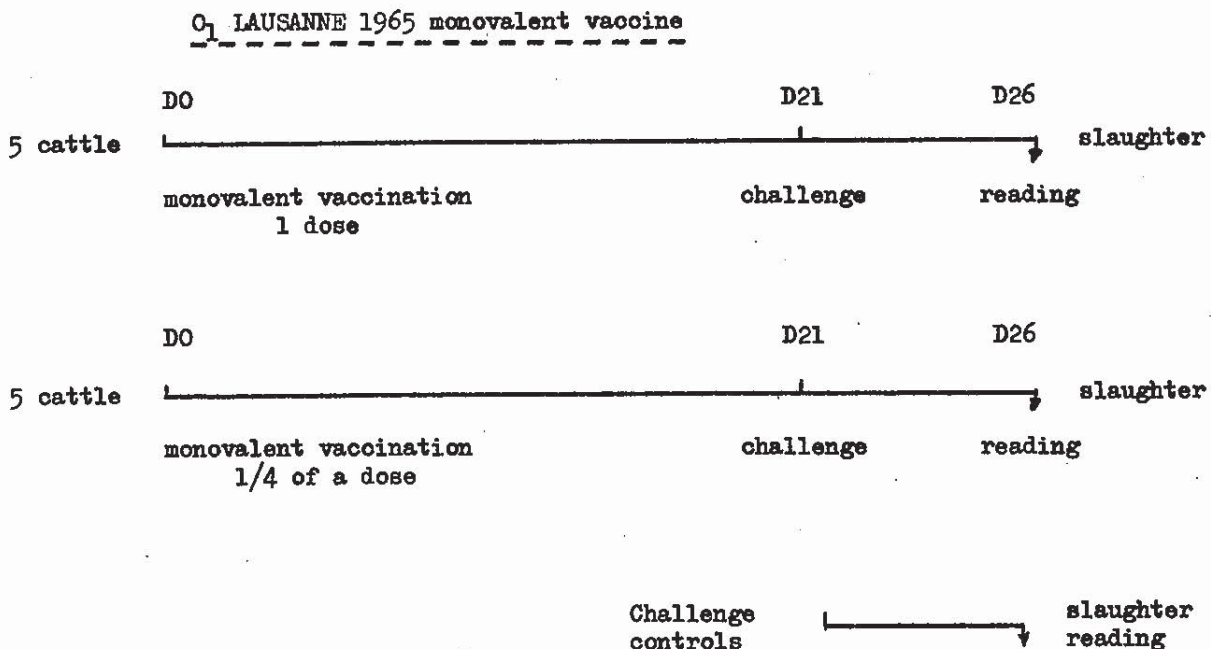 O1 LAUSANNE 1965 monovalent vaccine
D0 D21 D26
5 cattle slaughter
monovalent vaccination challenge reading
1 dose
D0 D21 D26
5 cattle slaughter
monovalent vaccination challenge reading
1/4 of a dose
Challenge slaughter
controls reading